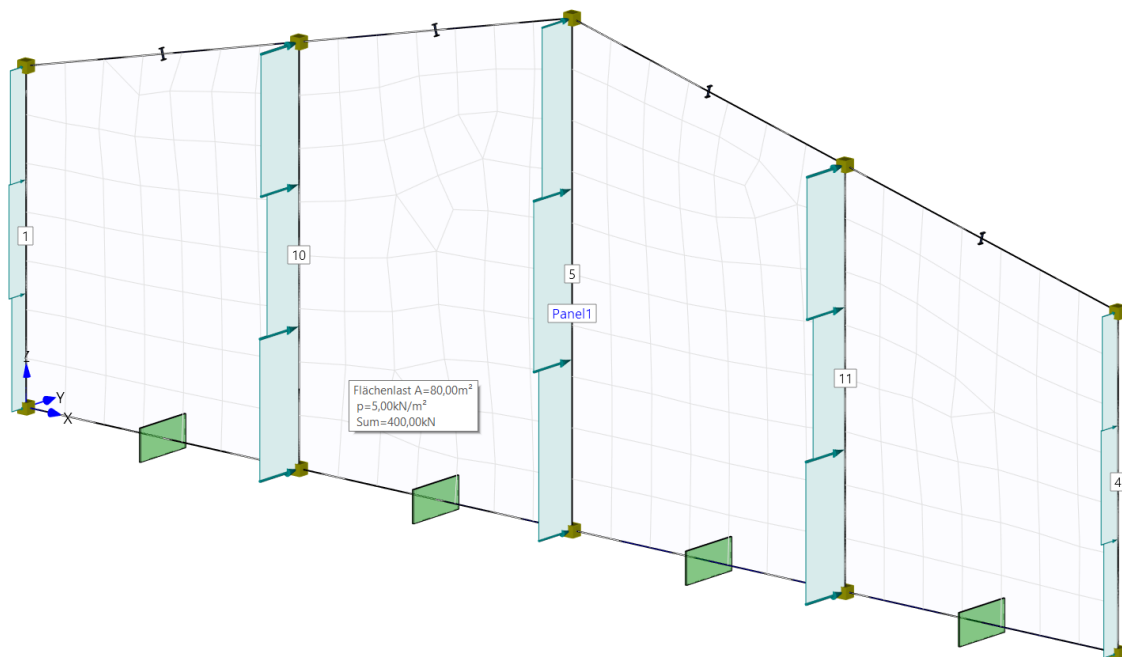 1
10
5
Panel1
Z
Y
X
Flächenlast A=80,00m²
p=5,00kN/m²
Sum=400,00kN
11
4